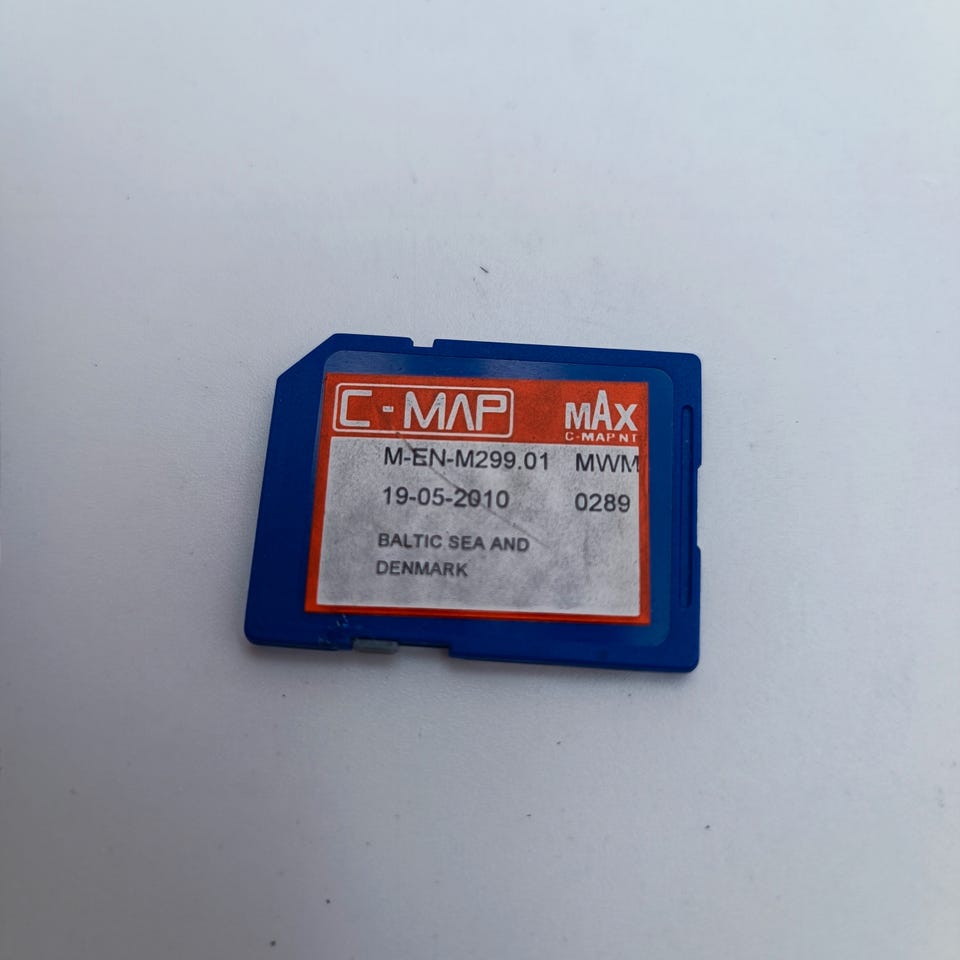 C-MAP MAX
C-MAP NT
M-EN-M299.01 MWM
19-05-2010 0289
BALTIC SEA AND
DENMARK